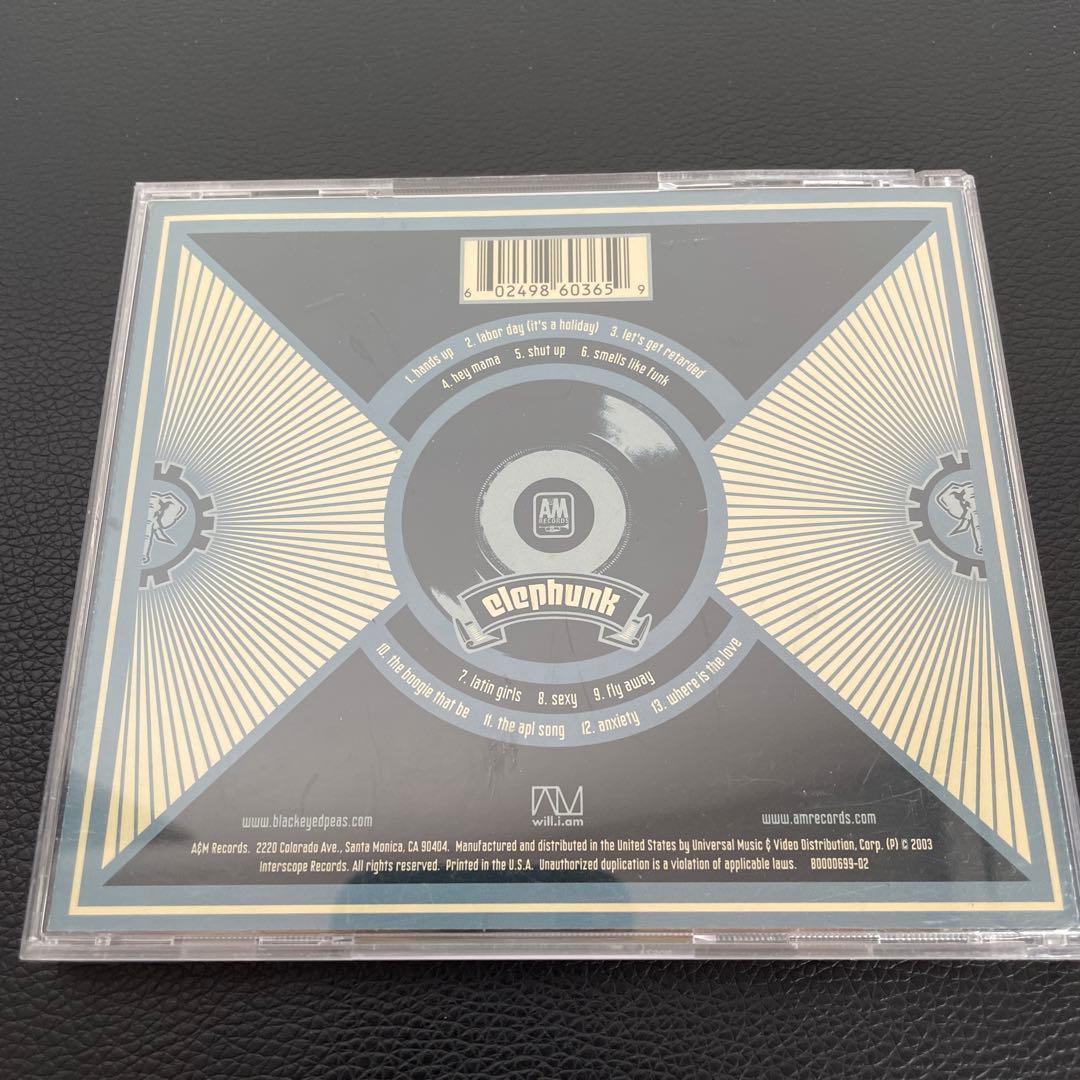 6 02498 60365 9
1. hands up 2. labor day (it's a holiday) 3. let's get retarded
4. hey mama 5. shut up 6. smells like funk
A&M
RECORDS
elephunk
7. latin girls 8. sexy 9. fly away
10. the boogie that be 11. the apl song 12. anxiety 13. where is the love
will.i.am
www.blackeyedpeas.com
www.amrecords.com
A&M Records. 2220 Colorado Ave., Santa Monica, CA 90404. Manufactured and distributed in the United States by Universal Music & Video Distribution, Corp. (P) © 2003
Interscope Records. All rights reserved. Printed in the U.S.A. Unauthorized duplication is a violation of applicable laws. B0000699-02